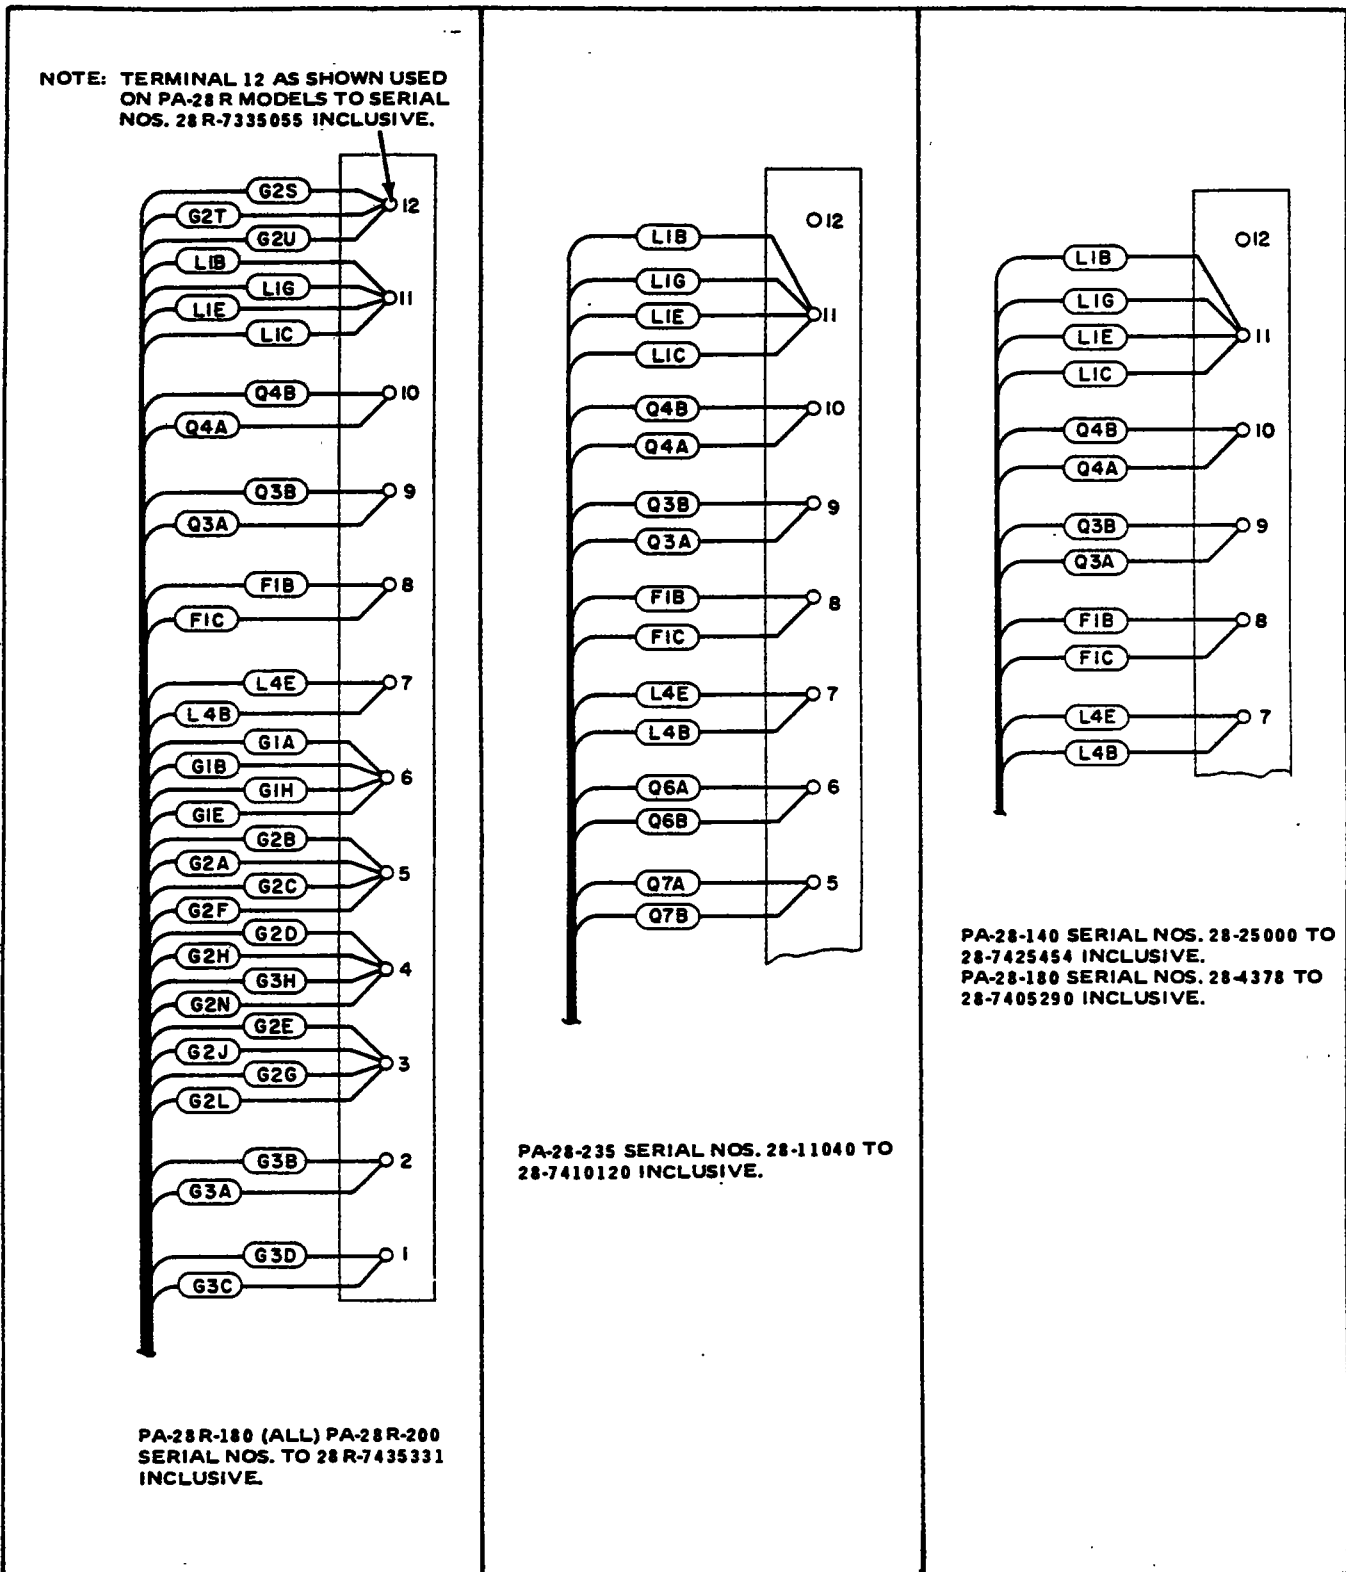 NOTE: TERMINAL 12 AS SHOWN USED
ON PA-28R MODELS TO SERIAL
NOS. 28R-7335055 INCLUSIVE.
G2S
G2T
G2U
12
L1B
L1G
L1E
L1C
11
Q4B
Q4A
10
Q3B
Q3A
9
F1B
F1C
8
L4E
L4B
7
G1A
G1B
G1H
G1E
6
G2B
G2A
G2C
G2F
5
G2D
G2H
G3H
G2N
4
G2E
G2J
G2G
G2L
3
G3B
G3A
2
G3D
G3C
1
PA-28R-180 (ALL) PA-28R-200
SERIAL NOS. TO 28R-7435331
INCLUSIVE.
12
L1B
L1G
L1E
L1C
11
Q4B
Q4A
10
Q3B
Q3A
9
F1B
F1C
8
L4E
L4B
7
Q6A
Q6B
6
Q7A
Q7B
5
PA-28-235 SERIAL NOS. 28-11040 TO
28-7410120 INCLUSIVE.
12
L1B
L1G
L1E
L1C
11
Q4B
Q4A
10
Q3B
Q3A
9
F1B
F1C
8
L4E
L4B
7
PA-28-140 SERIAL NOS. 28-25000 TO
28-7425454 INCLUSIVE.
PA-28-180 SERIAL NOS. 28-4378 TO
28-7405290 INCLUSIVE.